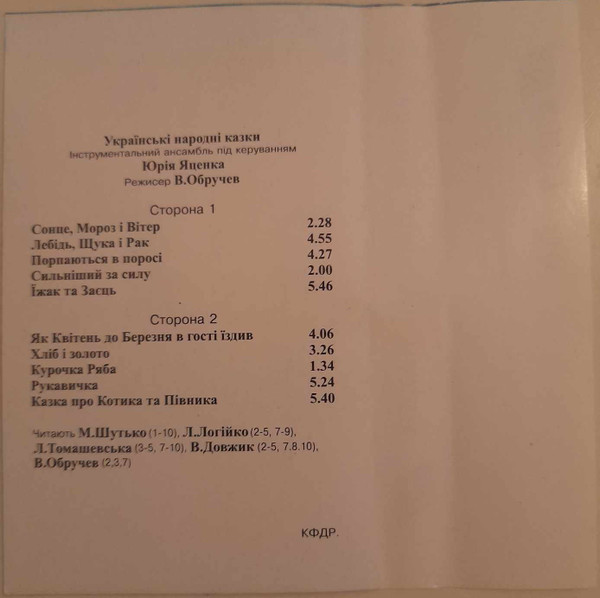 Українські народні казки
Інструментальний ансамбль під керуванням
Юрія Яценка
Режисер В.Обручев
Сторона 1
Сонце, Мороз і Вітер 2.28
Лебідь, Щука і Рак 4.55
Порпаються в поросі 4.27
Сильніший за силу 2.00
Їжак та Заєць 5.46
Сторона 2
Як Квітень до Березня в гості їздив 4.06
Хліб і золото 3.26
Курочка Ряба 1.34
Рукавичка 5.24
Казка про Котика та Півника 5.40
Читають М.Шутько (1-10), Л.Логійко (2-5, 7-9),
Л.Томашевська (3-5, 7-10), В.Довжик (2-5, 7.8.10),
В.Обручев (2,3,7)
КФДР.